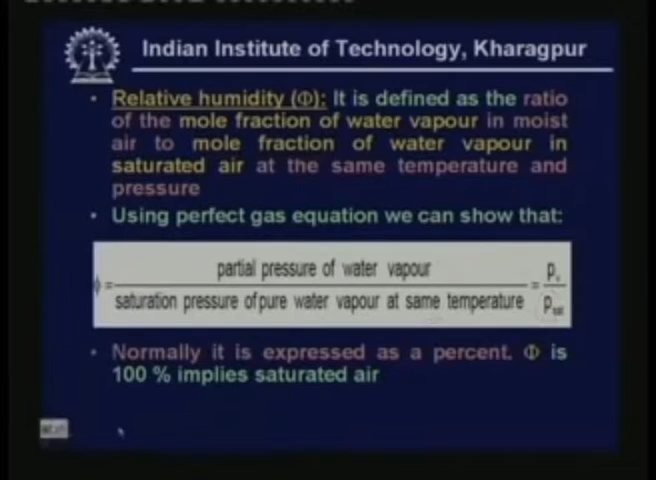 Indian Institute of Technology, Kharagpur
• Relative humidity (Φ): It is defined as the ratio
of the mole fraction of water vapour in moist
air to mole fraction of water vapour in
saturated air at the same temperature and
pressure
• Using perfect gas equation we can show that:
ϕ = partial pressure of water vapour / saturation pressure of pure water vapour at same temperature = pᵥ / p_sat
• Normally it is expressed as a percent. Φ is
100 % implies saturated air